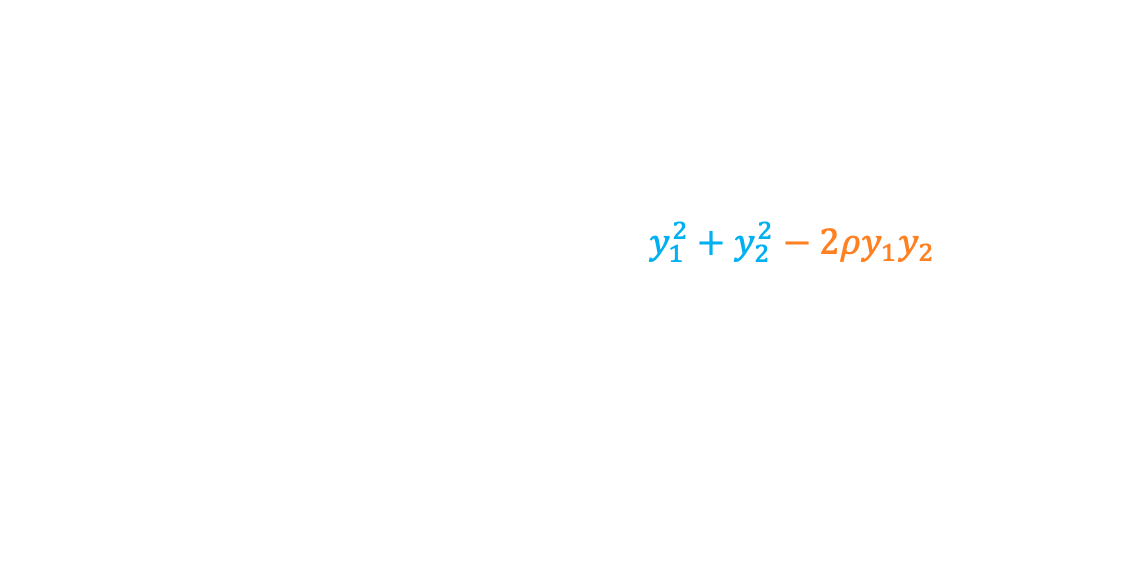 𝑦₁² + 𝑦₂² − 2𝜌𝑦₁𝑦₂